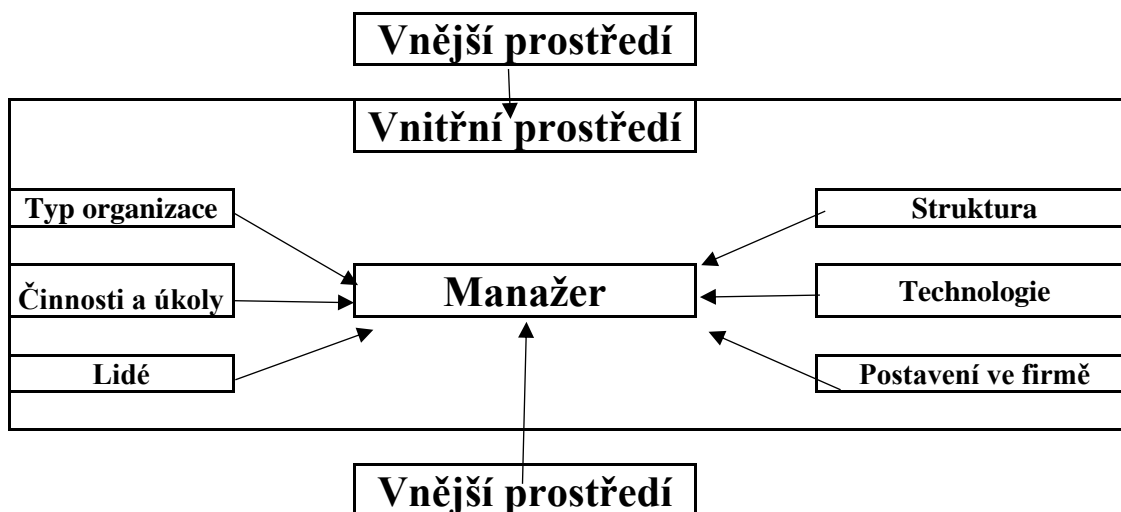 Vnější prostředí
Vnitřní prostředí
Typ organizace
Struktura
Činnosti a úkoly
Manažer
Technologie
Lidé
Postavení ve firmě
Vnější prostředí